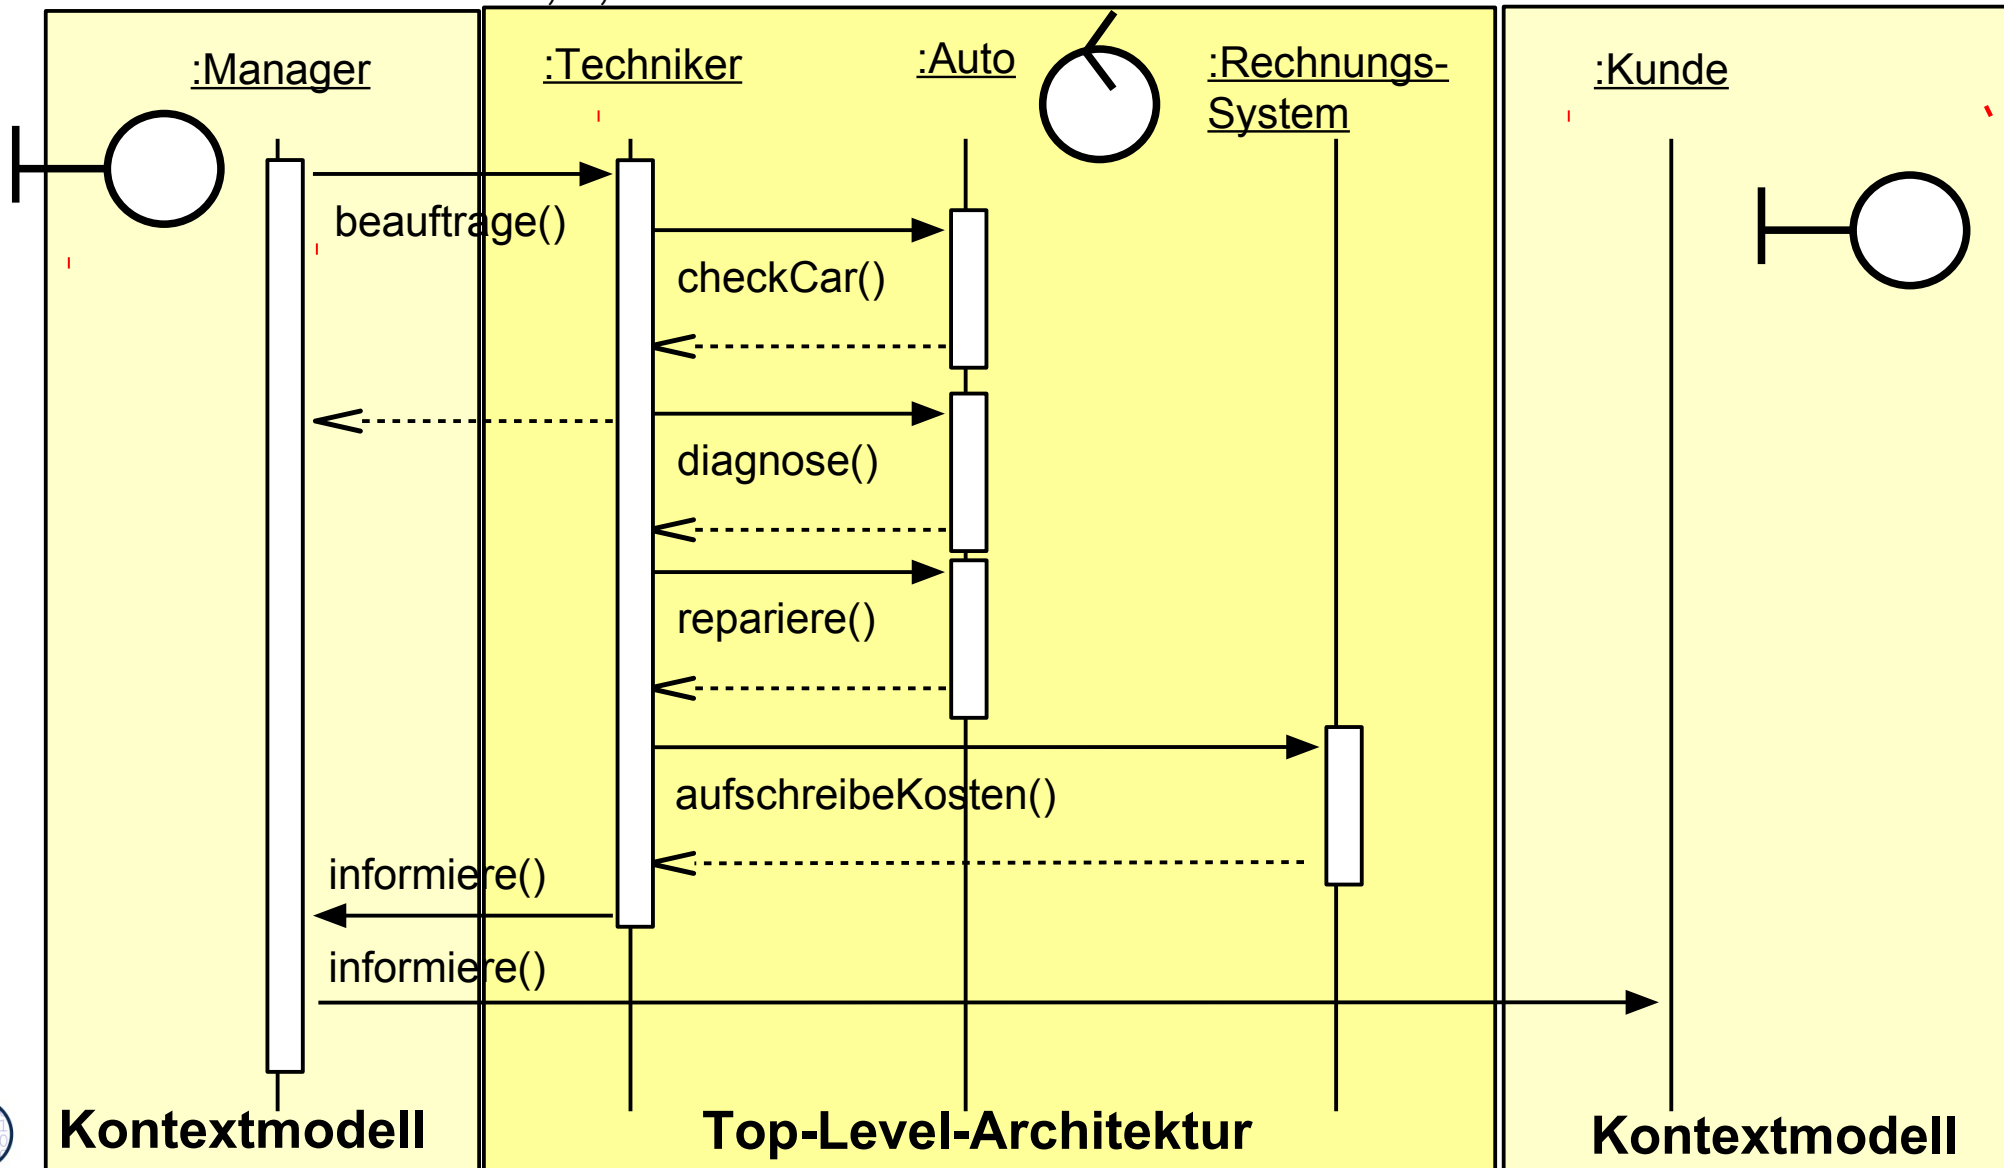 :Manager
:Techniker
:Auto
:Rechnungs-
System
:Kunde
beauftrage()
checkCar()
diagnose()
repariere()
aufschreibeKosten()
informiere()
informiere()
Kontextmodell
Top-Level-Architektur
Kontextmodell